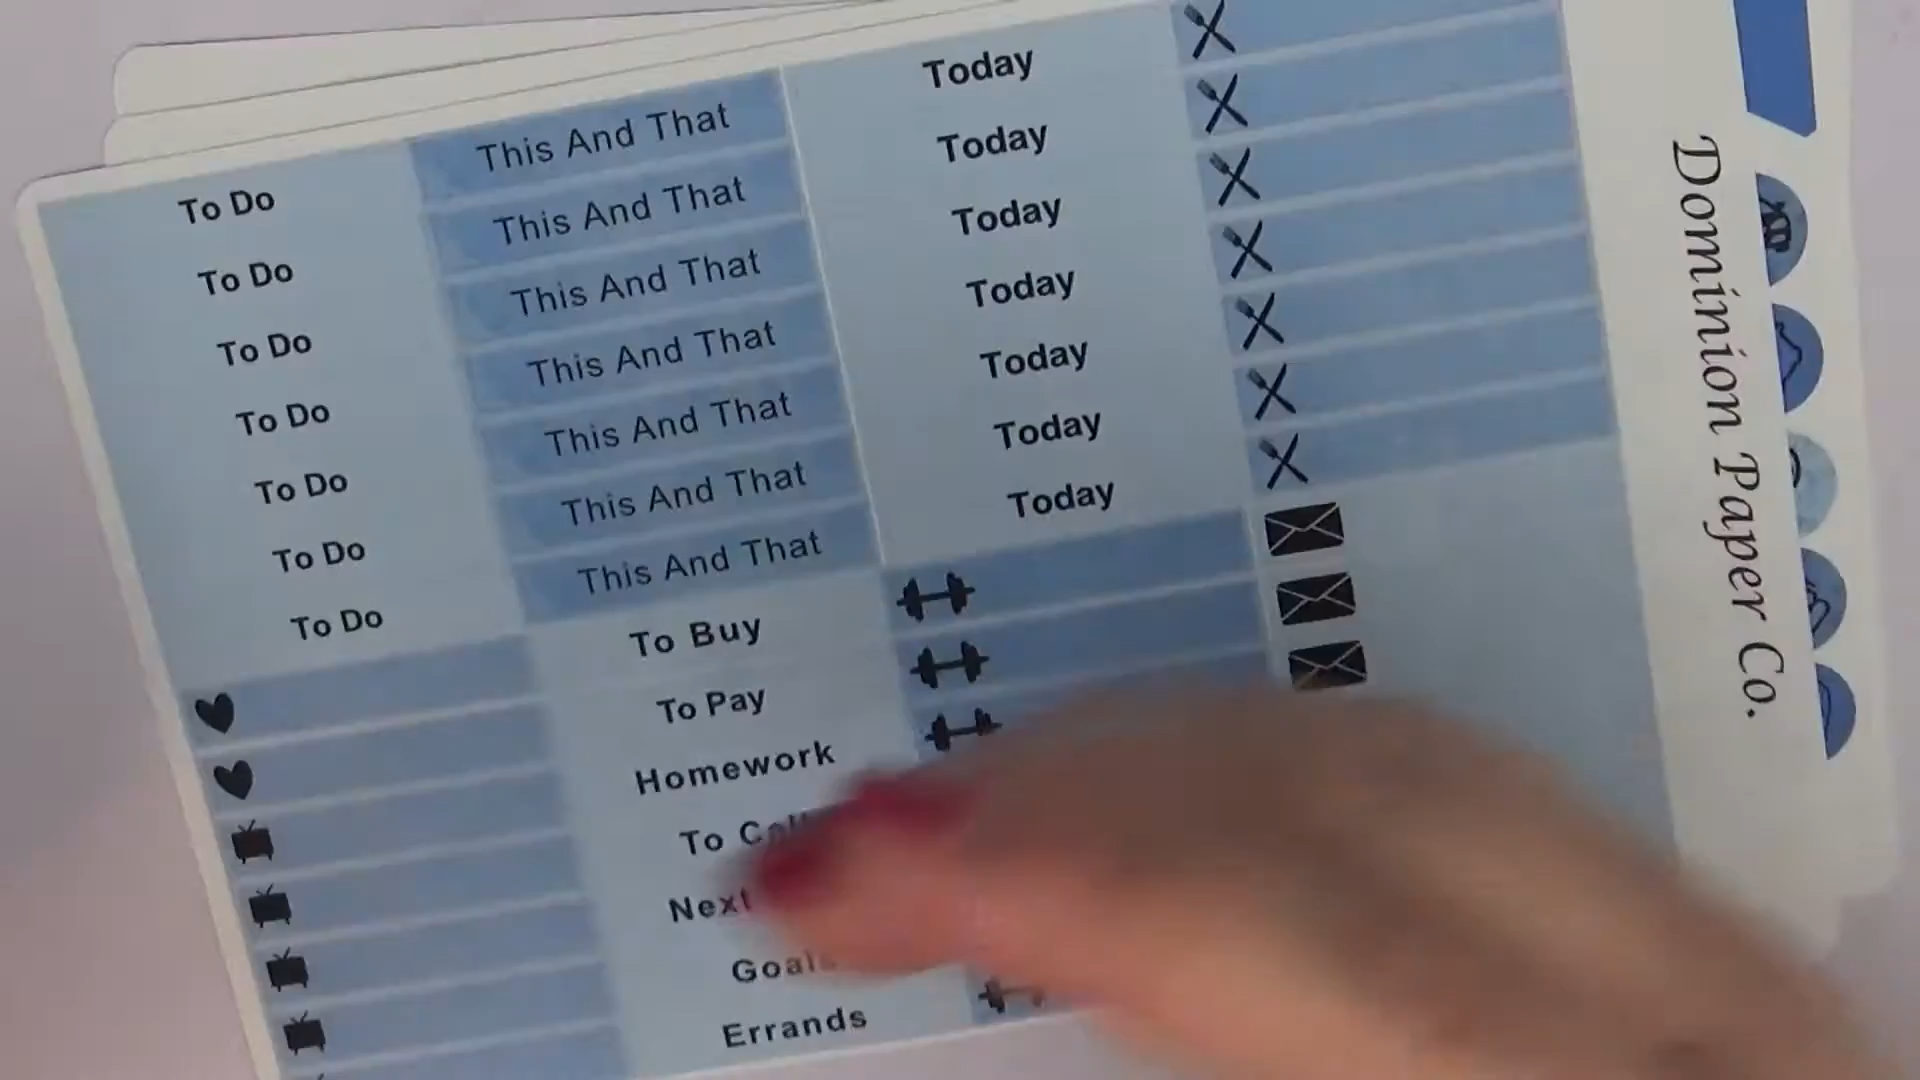 To Do
To Do
To Do
To Do
To Do
To Do
To Do
This And That
This And That
This And That
This And That
This And That
This And That
This And That
To Buy
To Pay
Homework
To
Next
Goals
Errands
Today
Today
Today
Today
Today
Today
Today
Dominion Paper Co.